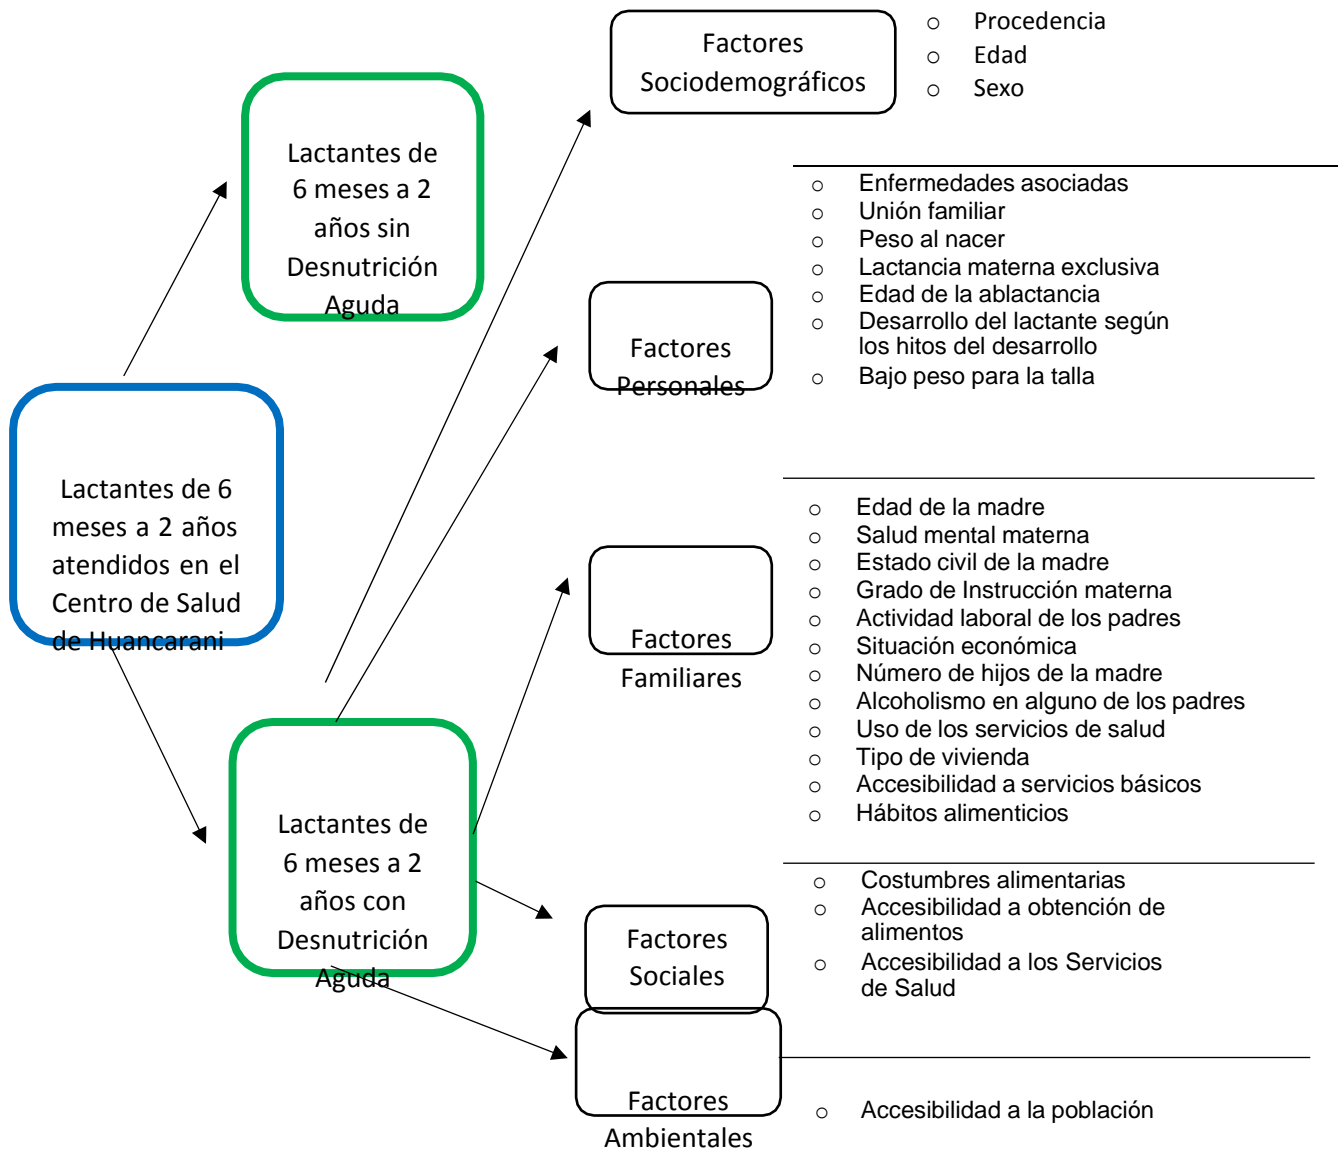 Factores
Sociodemográficos
o Procedencia
o Edad
o Sexo
Lactantes de
6 meses a 2
años sin
Desnutrición
Aguda
o Enfermedades asociadas
o Unión familiar
o Peso al nacer
o Lactancia materna exclusiva
o Edad de la ablactancia
o Desarrollo del lactante según
los hitos del desarrollo
o Bajo peso para la talla
Factores
Personales
Lactantes de 6
meses a 2 años
atendidos en el
Centro de Salud
de Huancarani
o Edad de la madre
o Salud mental materna
o Estado civil de la madre
o Grado de Instrucción materna
o Actividad laboral de los padres
o Situación económica
o Número de hijos de la madre
o Alcoholismo en alguno de los padres
o Uso de los servicios de salud
o Tipo de vivienda
o Accesibilidad a servicios básicos
o Hábitos alimenticios
Factores
Familiares
Lactantes de
6 meses a 2
años con
Desnutrición
Aguda
Factores
Sociales
o Costumbres alimentarias
o Accesibilidad a obtención de
alimentos
o Accesibilidad a los Servicios
de Salud
Factores
Ambientales
o Accesibilidad a la población